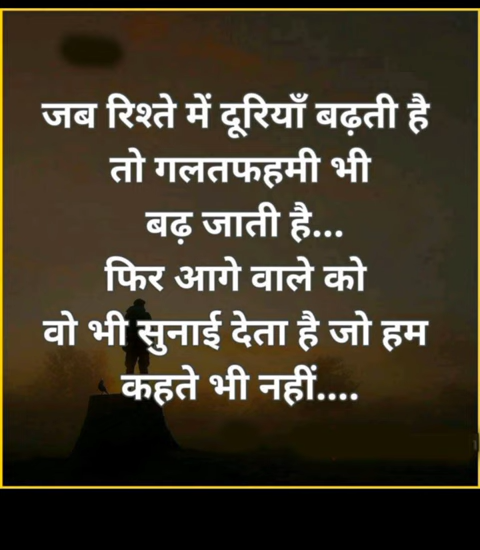 जब रिश्ते में दूरियाँ बढ़ती है
तो गलतफहमी भी
बढ़ जाती है...
फिर आगे वाले को
वो भी सुनाई देता है जो हम
कहते भी नहीं....